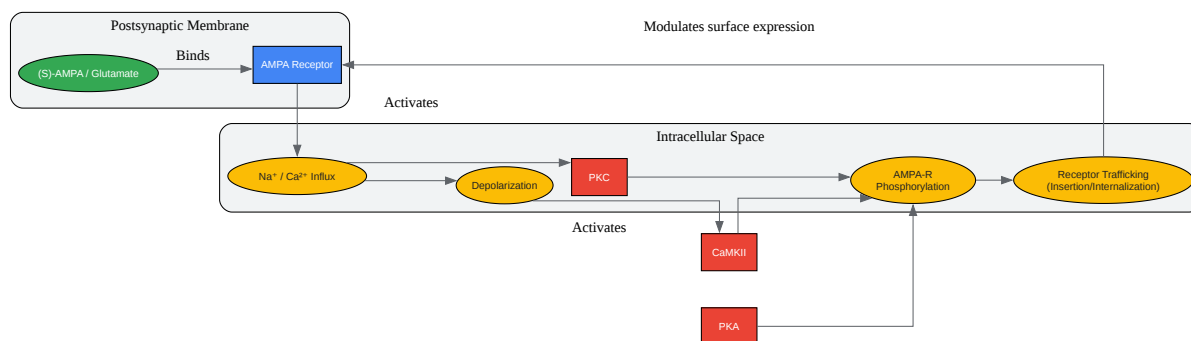 Postsynaptic Membrane
Modulates surface expression
Binds
(S)-AMPA / Glutamate
AMPA Receptor
Activates
Intracellular Space
Na⁺ / Ca²⁺ Influx
Depolarization
PKC
AMPA-R
Phosphorylation
Receptor Trafficking
(Insertion/Internalization)
Activates
CaMKII
PKA